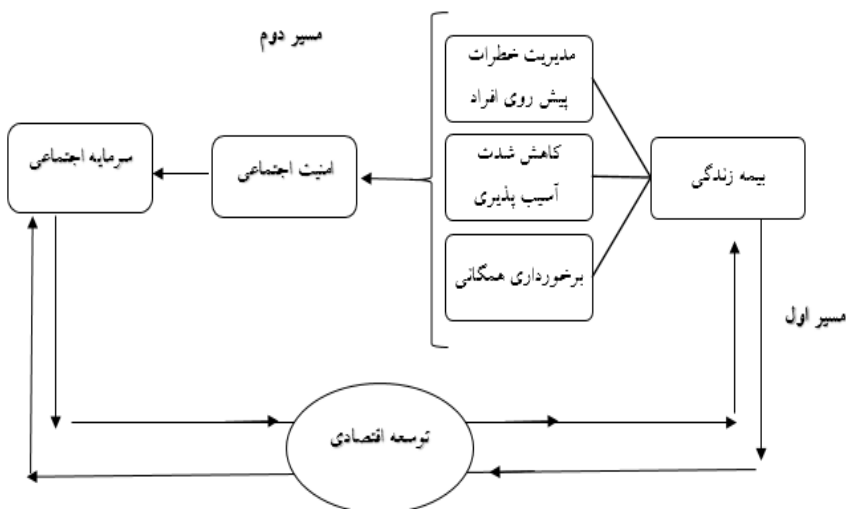 مسیر دوم
مدیریت خطرات
پیش روی افراد
کاهش شدت
آسیب پذیری
برخورداری همگانی
بیمه زندگی
امنیت اجتماعی
سرمایه اجتماعی
مسیر اول
توسعه اقتصادی